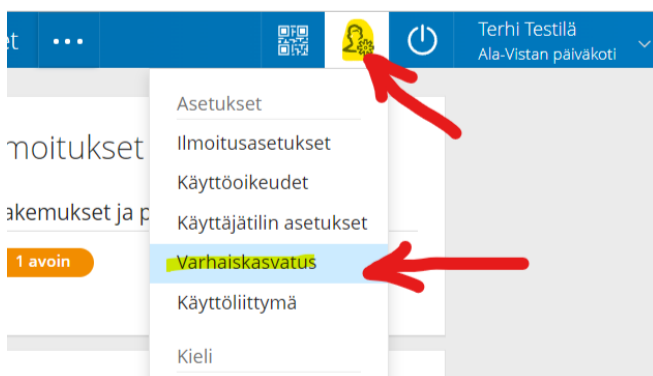 et ...
Terhi Testilä
Ala-Vistan päiväkoti
Asetukset
Ilmoitusasetukset
Käyttöoikeudet
Käyttäjätilin asetukset
Varhaiskasvatus
Käyttöliittymä
Kieli
moitukset
akemukset ja p
1 avoin